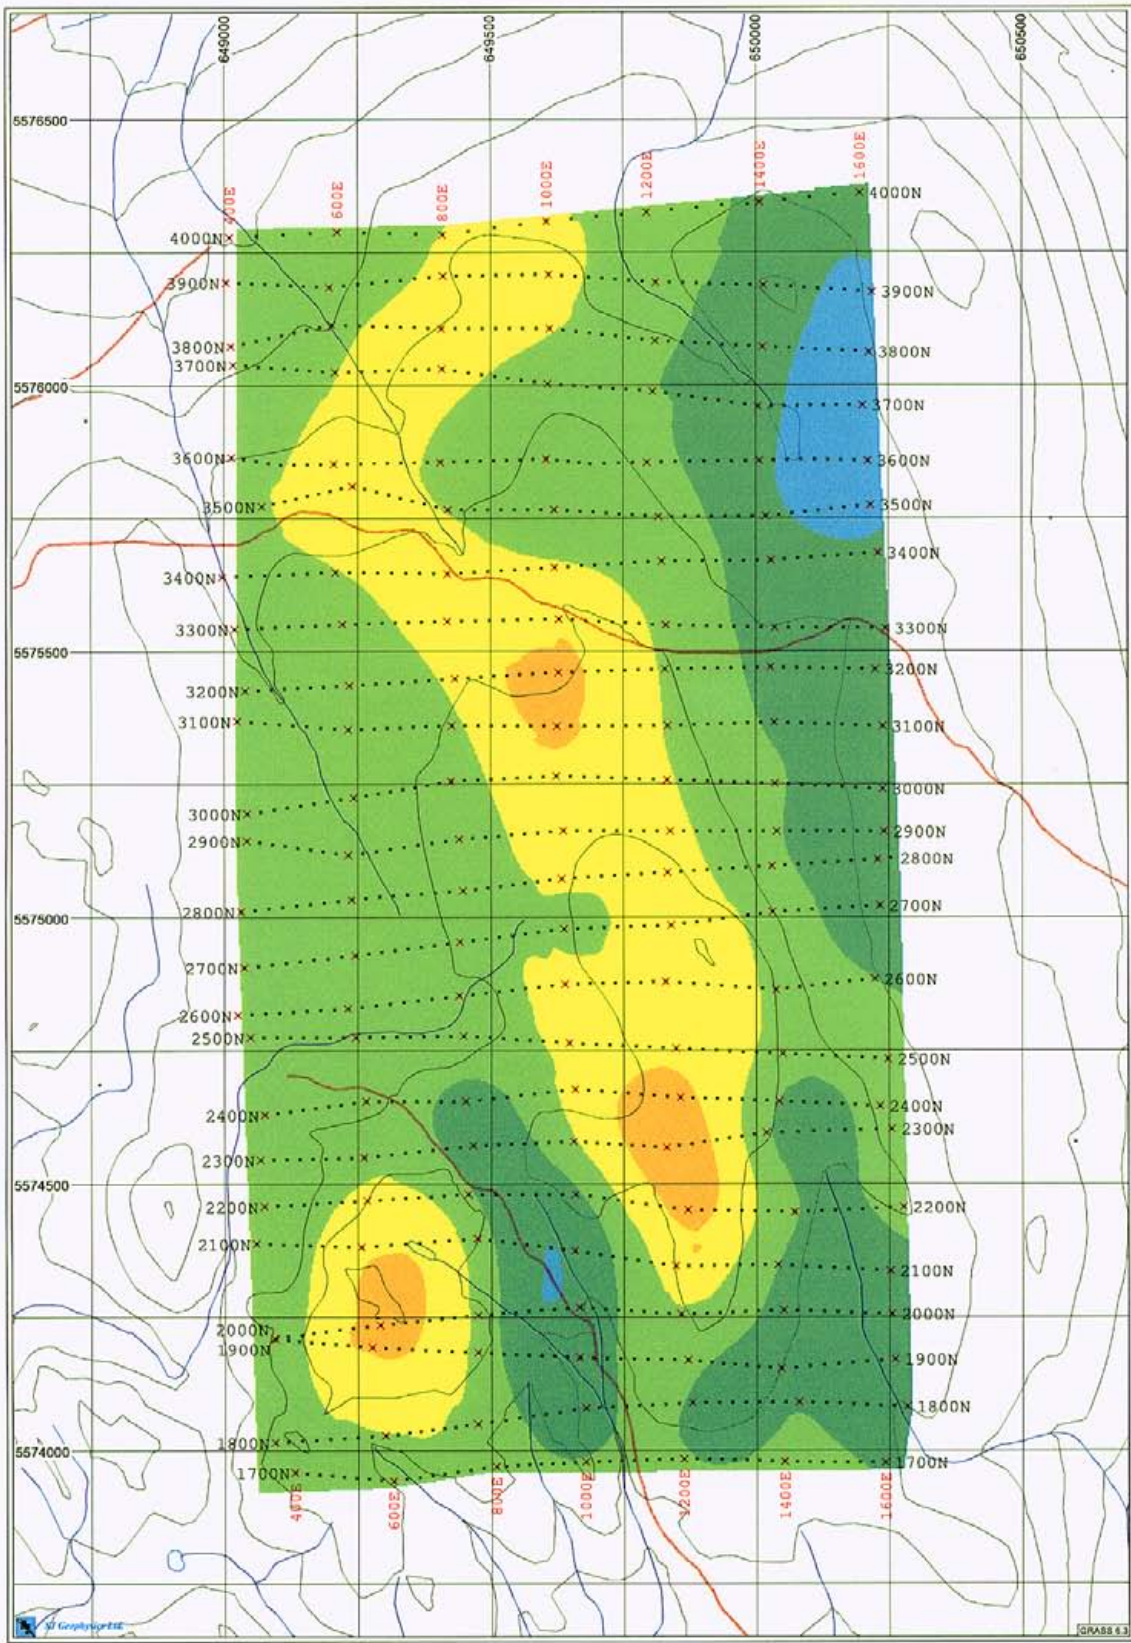 649000
649500
650000
650500
5576500
400E
600E
800E
1000E
1200E
1400E
1600E
4000N
4000N
3900N
3900N
3800N
3800N
3700N
5576000
3700N
3600N
3600N
3500N
3500N
3400N
3400N
3300N
3300N
5575500
3200N
3200N
3100N
3100N
3000N
3000N
2900N
2900N
2800N
2800N
5575000
2700N
2700N
2600N
2600N
2500N
2500N
2400N
2400N
2300N
2300N
5574500
2200N
2200N
2100N
2100N
2000N
2000N
1900N
1900N
1800N
1800N
5574000
1700N
1700N
400E
600E
800E
1000E
1200E
1400E
1600E
SJ Geophysics Ltd.
GRASS 6.3